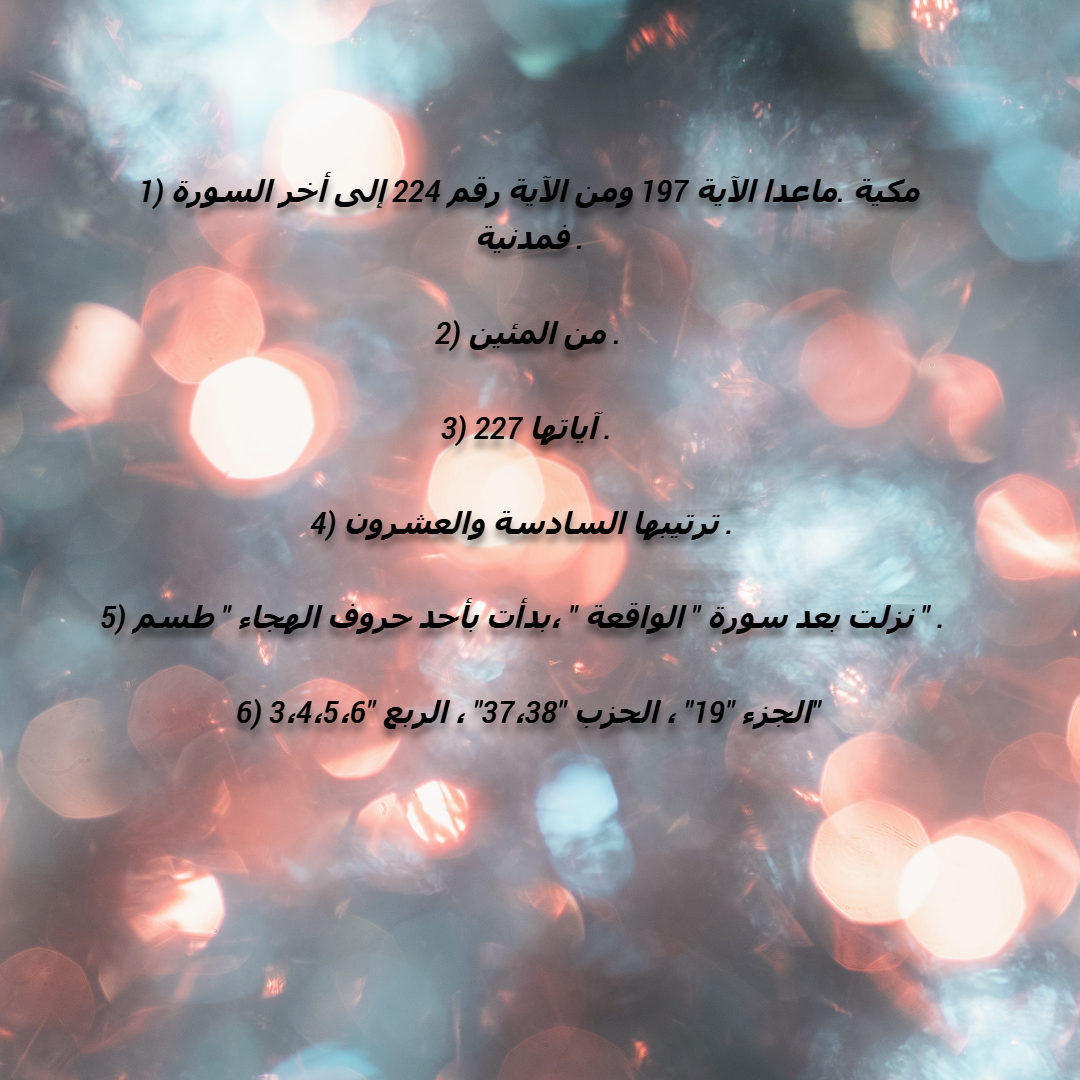 1) مكية .ماعدا الآية 197 ومن الآية رقم 224 إلى أخر السورة
فمدنية .
2) من المئين .
3) آياتها 227 .
4) ترتيبها السادسة والعشرون .
5) نزلت بعد سورة " الواقعة " ،بدأت بأحد حروف الهجاء " طسم " .
6) الجزء "19" ، الحزب "37،38" ، الربع "3،4،5،6"